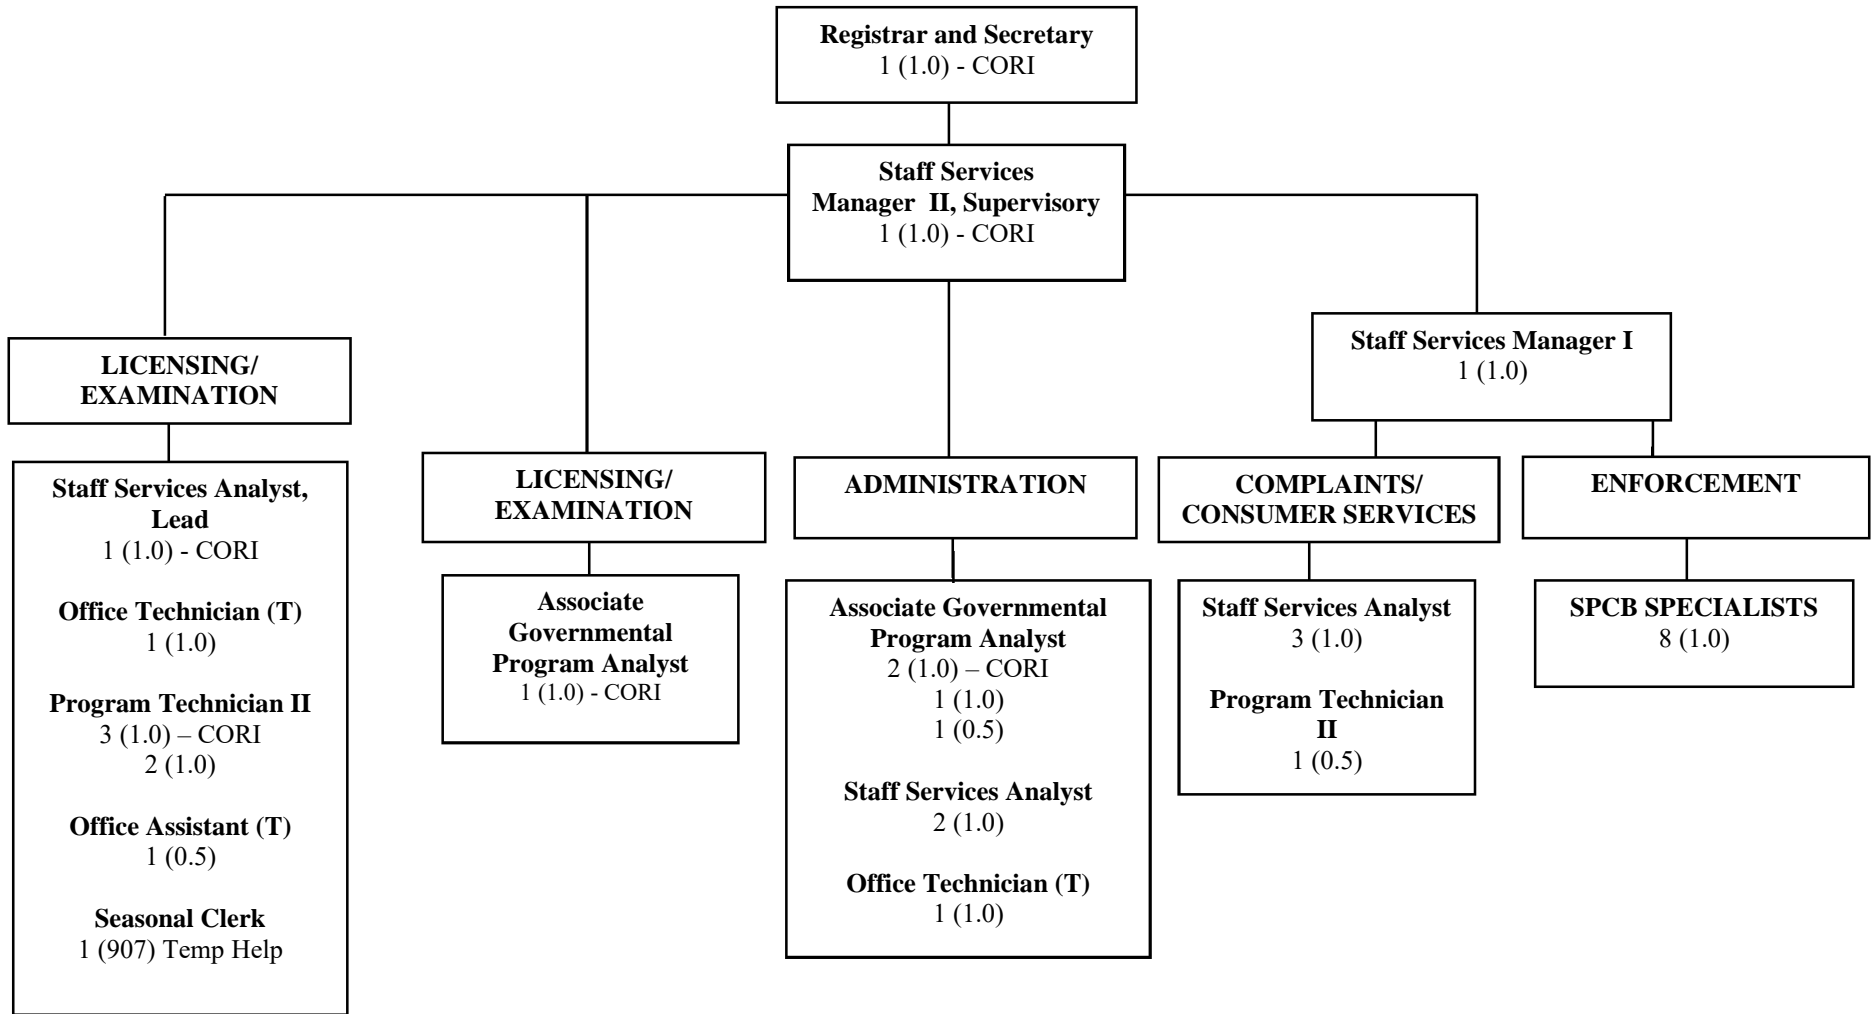 Registrar and Secretary
1 (1.0) - CORI
Staff Services
Manager II, Supervisory
1 (1.0) - CORI
LICENSING/
EXAMINATION
Staff Services Analyst,
Lead
1 (1.0) - CORI
Office Technician (T)
1 (1.0)
Program Technician II
3 (1.0) – CORI
2 (1.0)
Office Assistant (T)
1 (0.5)
Seasonal Clerk
1 (907) Temp Help
LICENSING/
EXAMINATION
Associate
Governmental
Program Analyst
1 (1.0) - CORI
ADMINISTRATION
Associate Governmental
Program Analyst
2 (1.0) – CORI
1 (1.0)
1 (0.5)
Staff Services Analyst
2 (1.0)
Office Technician (T)
1 (1.0)
Staff Services Manager I
1 (1.0)
COMPLAINTS/
CONSUMER SERVICES
Staff Services Analyst
3 (1.0)
Program Technician
II
1 (0.5)
ENFORCEMENT
SPCB SPECIALISTS
8 (1.0)